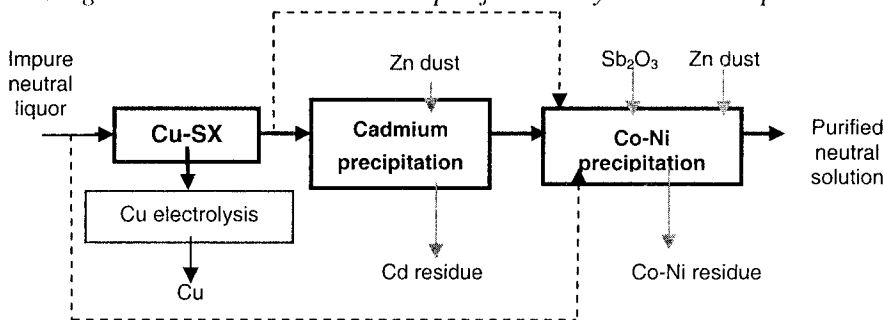 Impure
neutral
liquor
Cu-SX
Cu electrolysis
Cu
Zn dust
Cadmium
precipitation
Cd residue
Sb₂O₃
Zn dust
Co-Ni
precipitation
Co-Ni residue
Purified
neutral
solution